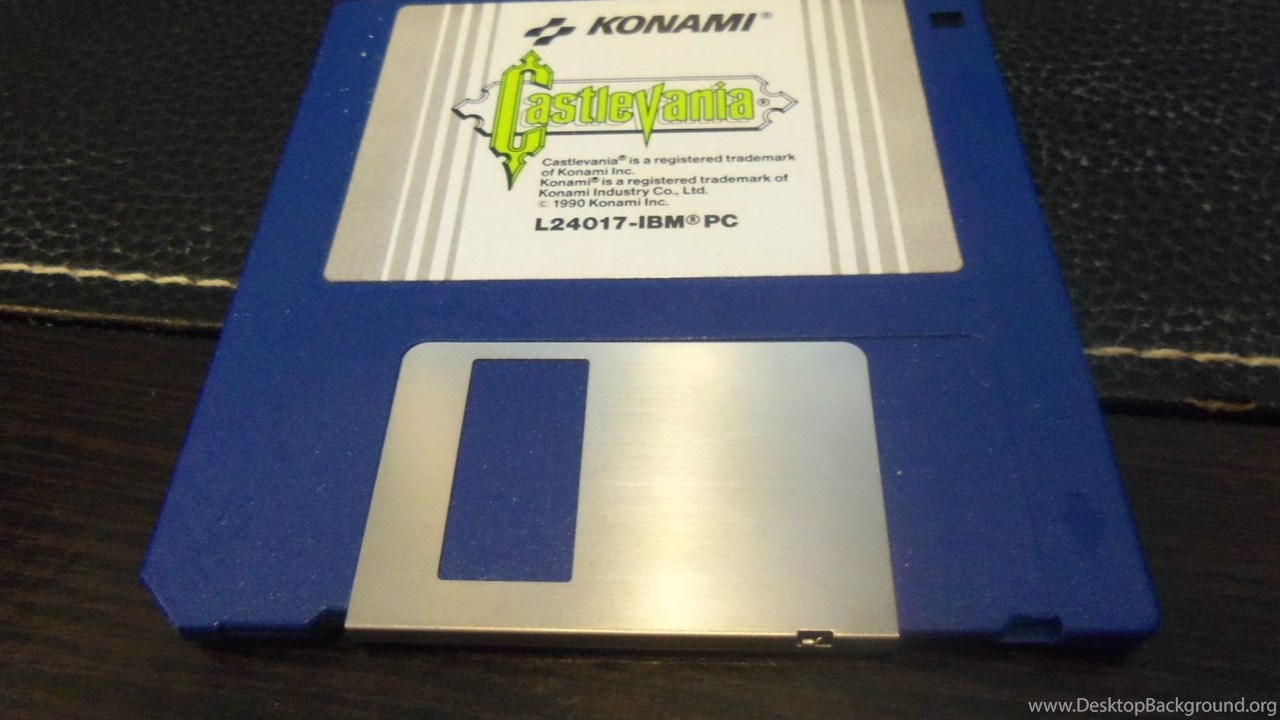 KONAMI®
Castlevania®
Castlevania® is a registered trademark
of Konami Inc.
Konami® is a registered trademark of
Konami Industry Co., Ltd.
© 1990 Konami Inc.
L24017-IBM® PC
www.DesktopBackground.org